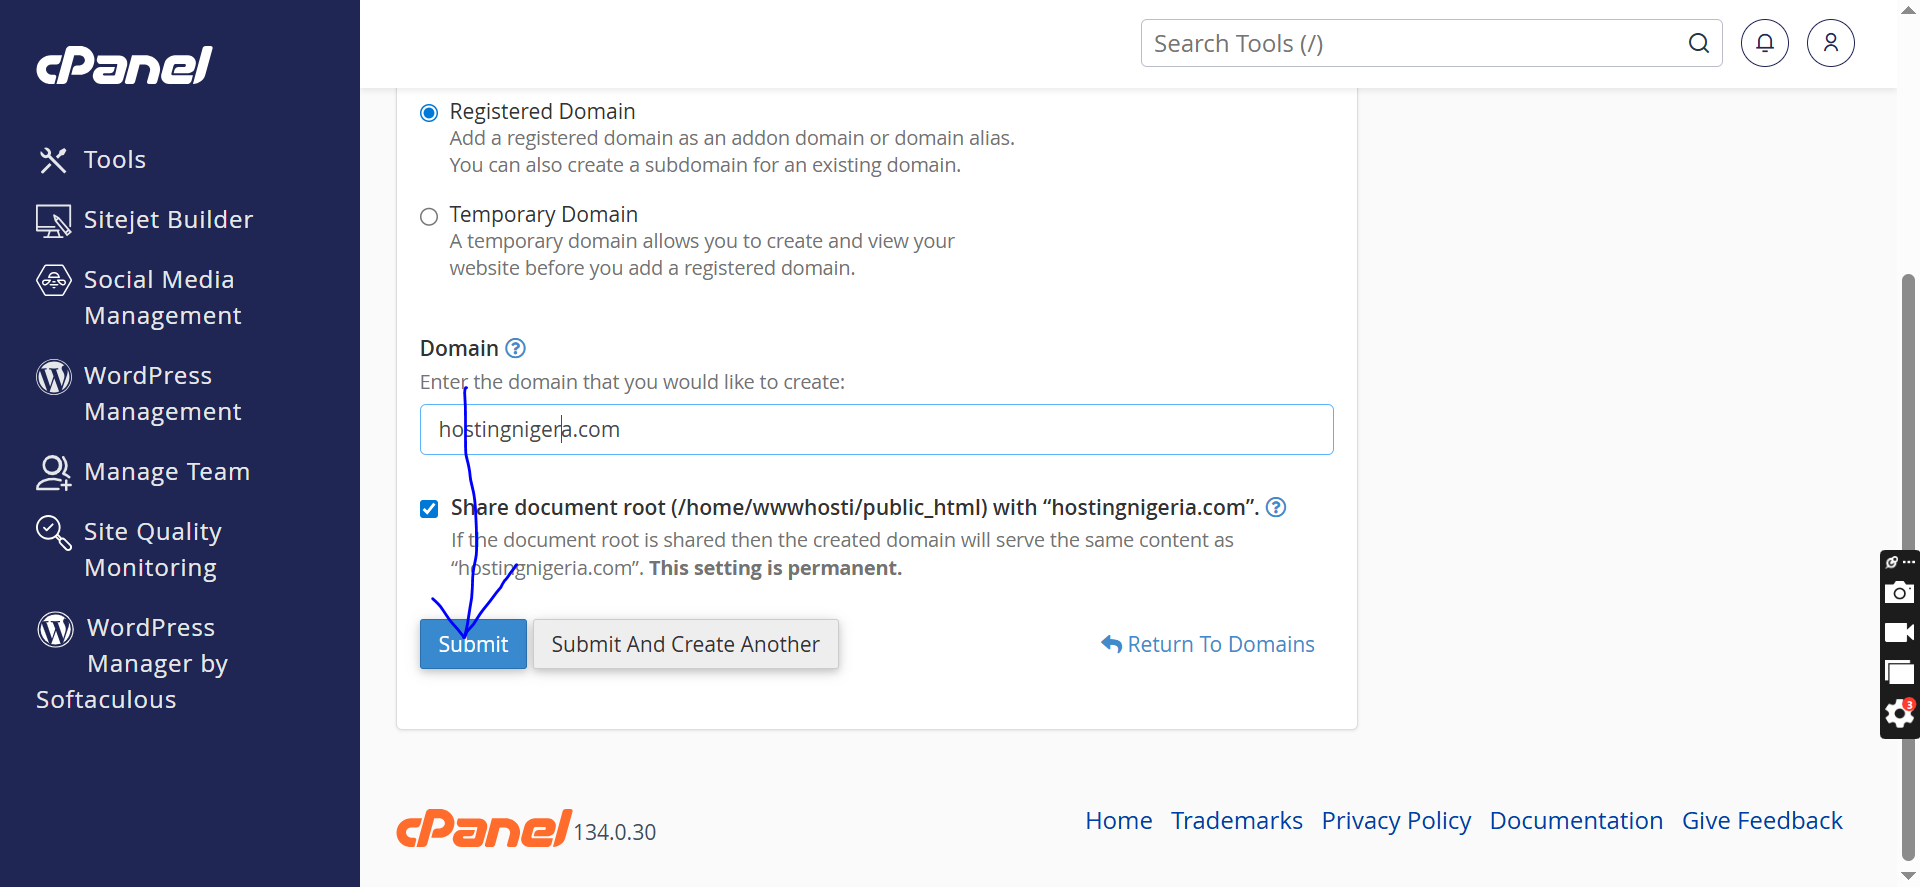 cPanel
Search Tools (/)
Tools
Sitejet Builder
Social Media
Management
WordPress
Management
Manage Team
Site Quality
Monitoring
WordPress
Manager by
Softaculous
Registered Domain
Add a registered domain as an addon domain or domain alias.
You can also create a subdomain for an existing domain.
Temporary Domain
A temporary domain allows you to create and view your
website before you add a registered domain.
Domain ?
Enter the domain that you would like to create:
hostingnigera.com
Share document root (/home/wwwhosti/public_html) with “hostingnigeria.com”. ?
If the document root is shared then the created domain will serve the same content as
“hostingnigeria.com”. This setting is permanent.
Submit
Submit And Create Another
Return To Domains
3
cPanel 134.0.30
Home
Trademarks
Privacy Policy
Documentation
Give Feedback